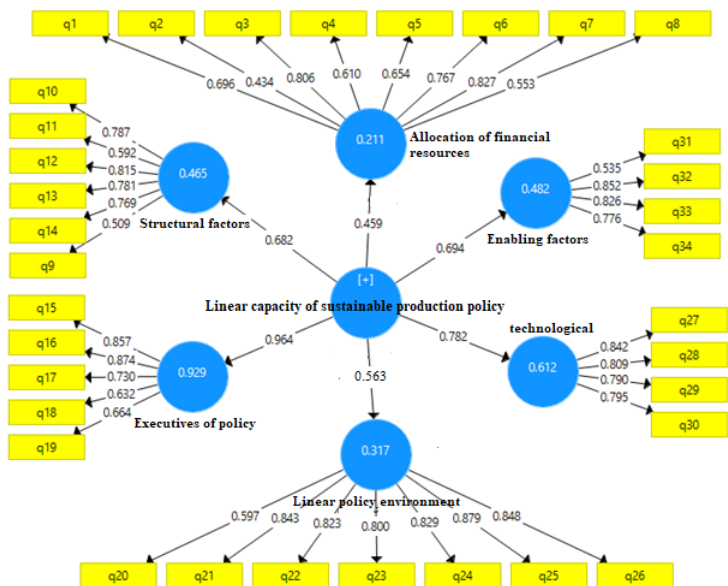 q1 q2 q3 q4 q5 q6 q7 q8
0.696 0.434 0.806 0.610 0.654 0.767 0.827 0.553
q10
q11
q12
q13
q14
q9
0.787
0.592
0.815
0.781
0.769
0.509
0.465
Structural factors
0.211
Allocation of financial
resources
q31
q32
q33
q34
0.535
0.852
0.826
0.776
0.482
Enabling factors
0.682
0.459
0.694
[+]
Linear capacity of sustainable production policy
0.964
0.563
0.782
q15
q16
q17
q18
q19
0.857
0.874
0.730
0.632
0.664
0.929
Executives of policy
technological
0.612
q27
q28
q29
q30
0.842
0.809
0.790
0.795
0.317
Linear policy environment
0.597 0.843 0.823 0.800 0.829 0.879 0.848
q20 q21 q22 q23 q24 q25 q26